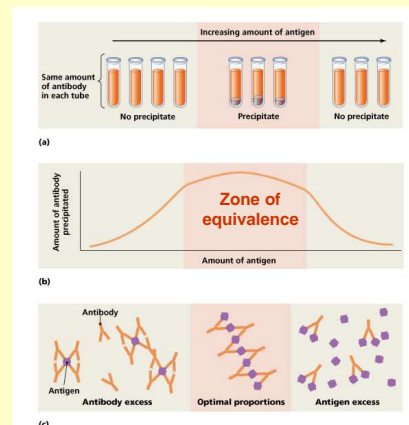 Increasing amount of antigen
Same amount
of antibody
in each tube
No precipitate
Precipitate
No precipitate
(a)
Amount of antibody
precipitated
Zone of
equivalence
Amount of antigen
(b)
Antibody
Antigen
Antibody excess
Optimal proportions
Antigen excess
(c)